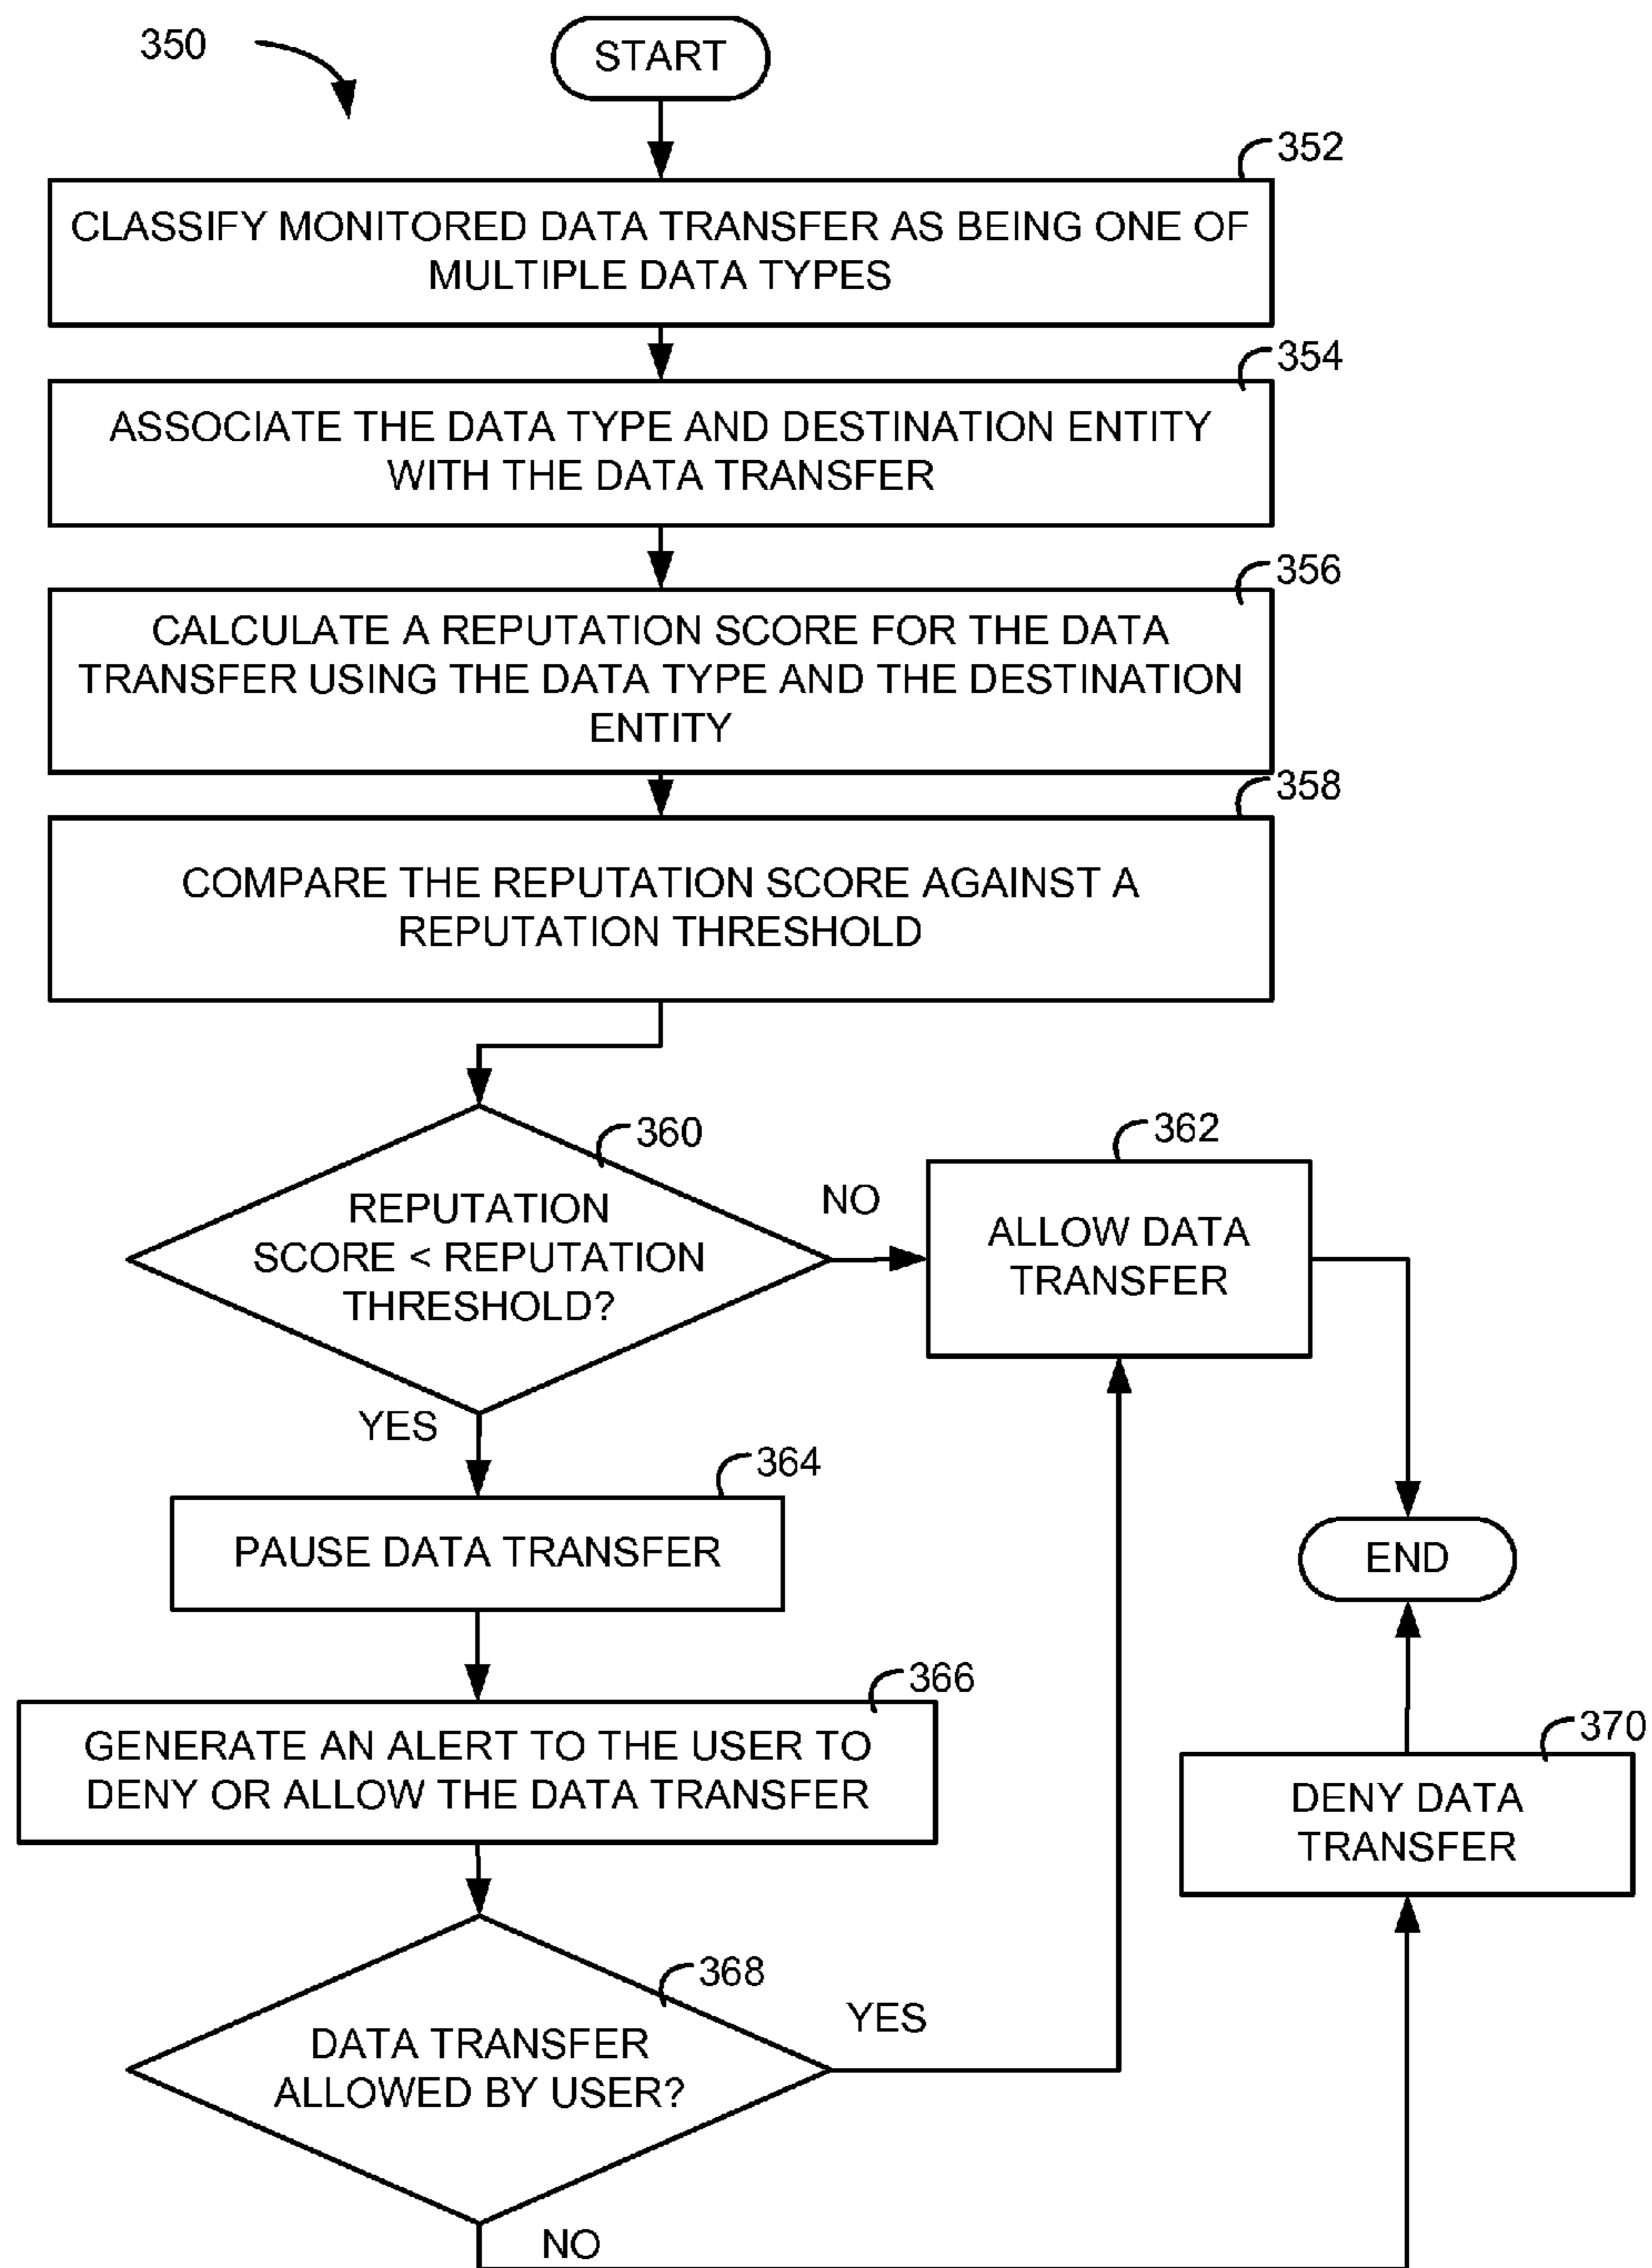 350
START
352
CLASSIFY MONITORED DATA TRANSFER AS BEING ONE OF
MULTIPLE DATA TYPES
354
ASSOCIATE THE DATA TYPE AND DESTINATION ENTITY
WITH THE DATA TRANSFER
356
CALCULATE A REPUTATION SCORE FOR THE DATA
TRANSFER USING THE DATA TYPE AND THE DESTINATION
ENTITY
358
COMPARE THE REPUTATION SCORE AGAINST A
REPUTATION THRESHOLD
360
REPUTATION
SCORE < REPUTATION
THRESHOLD?
NO
362
ALLOW DATA
TRANSFER
YES
364
PAUSE DATA TRANSFER
END
366
GENERATE AN ALERT TO THE USER TO
DENY OR ALLOW THE DATA TRANSFER
370
DENY DATA
TRANSFER
368
DATA TRANSFER
ALLOWED BY USER?
YES
NO